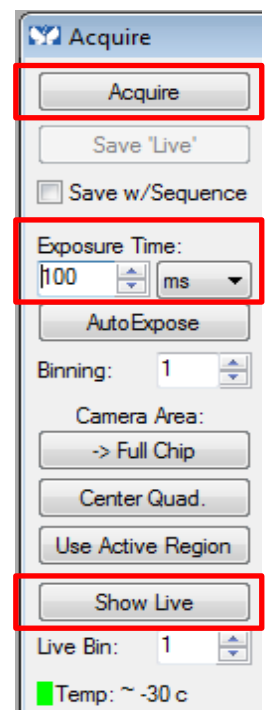 Acquire
Acquire
Save 'Live'
Save w/Sequence
Exposure Time:
100 ms
AutoExpose
Binning: 1
Camera Area:
-> Full Chip
Center Quad.
Use Active Region
Show Live
Live Bin: 1
Temp: ~ -30 c